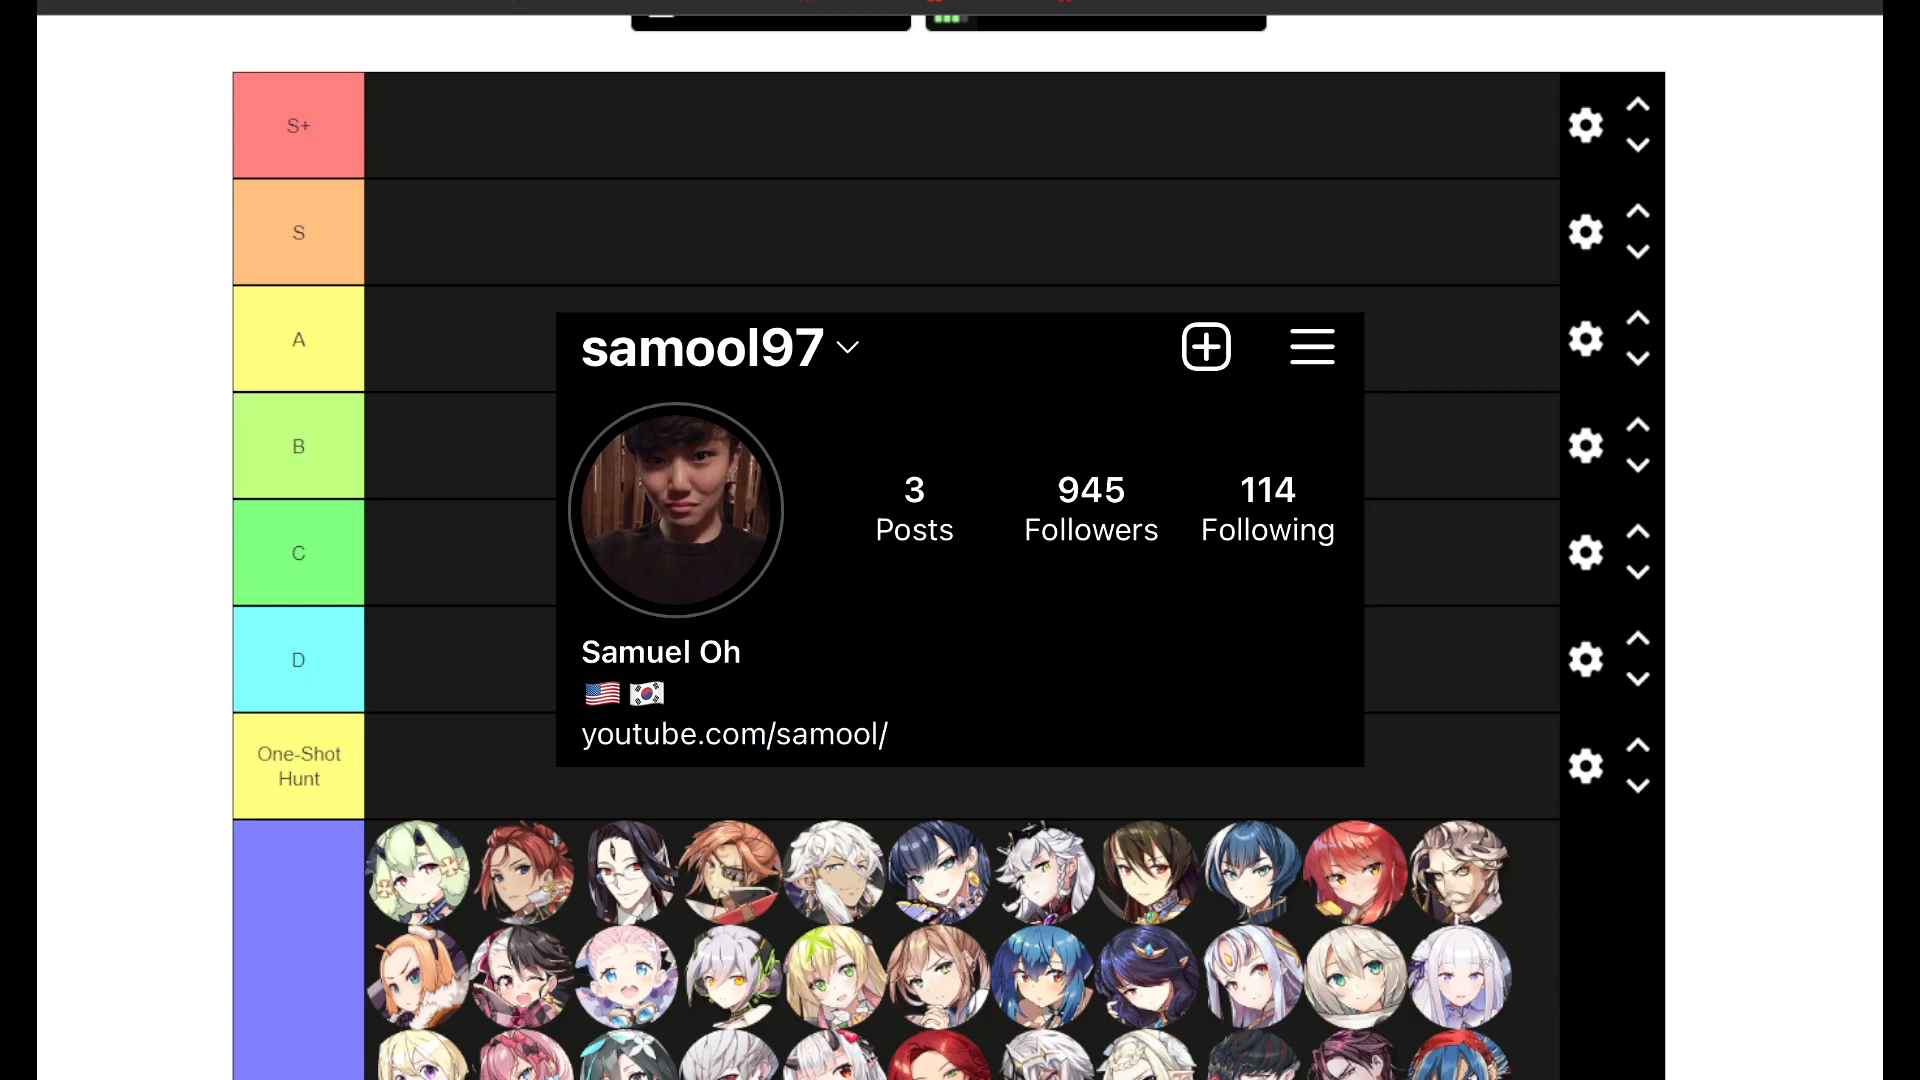 S+
S
A
B
C
D
One-Shot
Hunt
samool97
3
Posts
945
Followers
114
Following
Samuel Oh
🇺🇸 🇰🇷
youtube.com/samool/